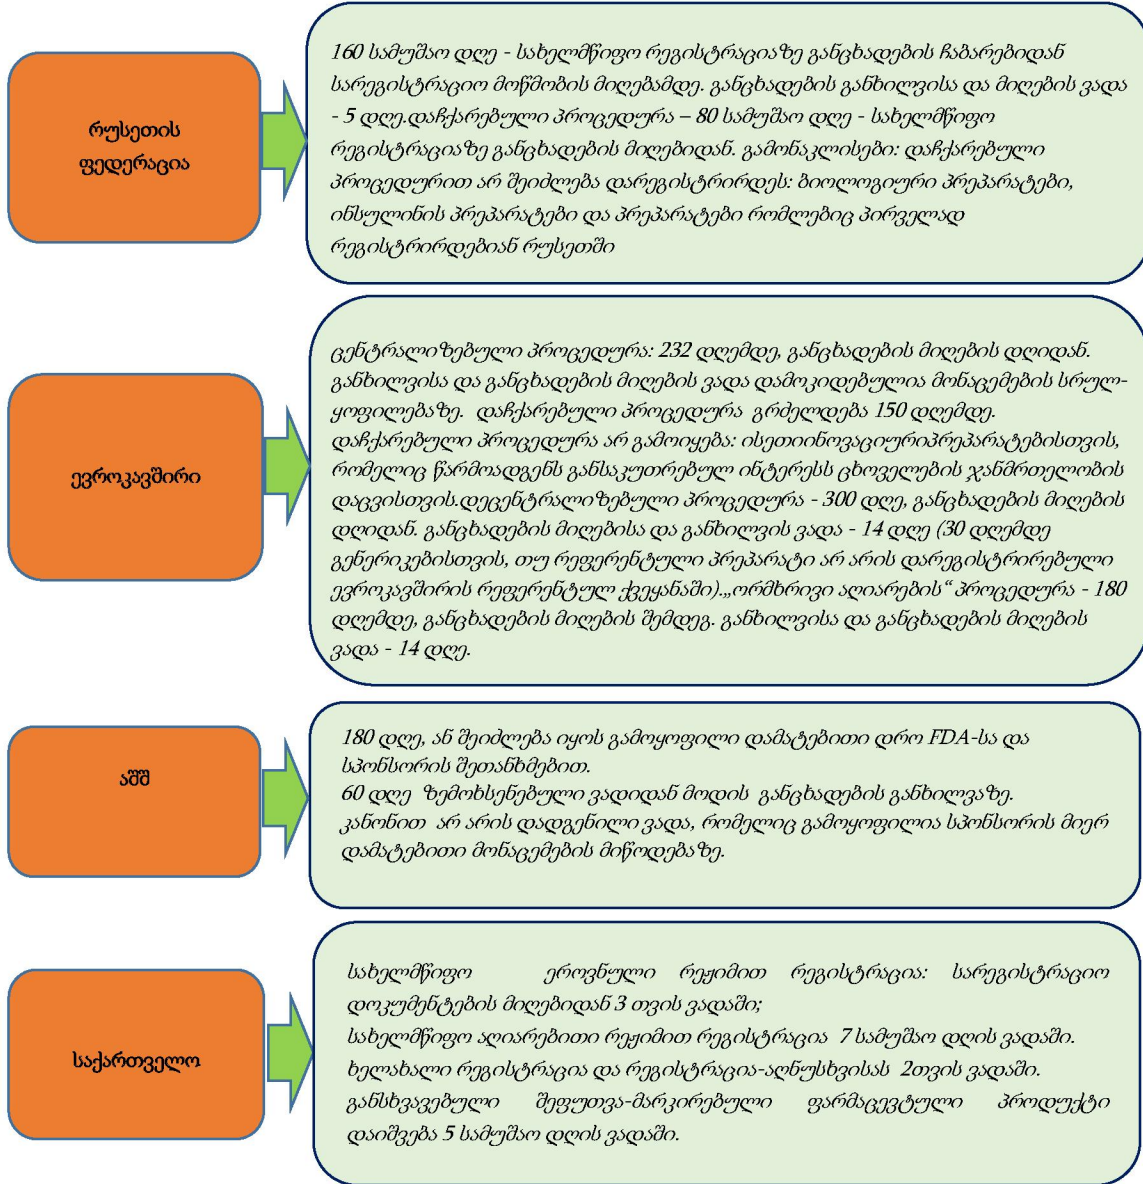 რუსეთის
ფედერაცია
160 სამუშაო დღე - სახელმწიფო რეგისტრაციაზე განცხადების ჩაბარებიდან
სარეგისტრაციო მოწმობის მიღებამდე. განცხადების განხილვისა და მიღების ვადა
- 5 დღე.დაჩქარებული პროცედურა – 80 სამუშაო დღე - სახელმწიფო
რეგისტრაციაზე განცხადების მიღებიდან. გამონაკლისები: დაჩქარებული
პროცედურით არ შეიძლება დარეგისტრირდეს: ბიოლოგიური პრეპარატები,
ინსულინის პრეპარატები და პრეპარატები რომლებიც პირველად
რეგისტრირდებიან რუსეთში
ევროკავშირი
ცენტრალიზებული პროცედურა: 232 დღემდე, განცხადების მიღების დღიდან.
განხილვისა და განცხადების მიღების ვადა დამოკიდებულია მონაცემების სრულ-
ყოფილებაზე. დაჩქარებული პროცედურა გრძელდება 150 დღემდე.
დაჩქარებული პროცედურა არ გამოიყება: ისეთიინოვაციურიპრეპარატებისთვის,
რომელიც წარმოადგენს განსაკუთრებულ ინტერესს ცხოველების ჯანმრთელობის
დაცვისთვის.დეცენტრალიზებული პროცედურა - 300 დღე, განცხადების მიღების
დღიდან. განცხადების მიღებისა და განხილვის ვადა - 14 დღე (30 დღემდე
გენერიკებისთვის, თუ რეფერენტული პრეპარატი არ არის დარეგისტრირებული
ევროკავშირის რეფერენტულ ქვეყანაში).„ორმხრივი აღიარების“ პროცედურა - 180
დღემდე, განცხადების მიღების შემდეგ. განხილვისა და განცხადების მიღების
ვადა - 14 დღე.
აშშ
180 დღე, ან შეიძლება იყოს გამოყოფილი დამატებითი დრო FDA-სა და
სპონსორის შეთანხმებით.
60 დღე ზემოხსენებული ვადიდან მოდის განცხადების განხილვაზე.
კანონით არ არის დადგენილი ვადა, რომელიც გამოყოფილია სპონსორის მიერ
დამატებითი მონაცემების მიწოდებაზე.
საქართველო
სახელმწიფო ეროვნული რეჟიმით რეგისტრაცია: სარეგისტრაციო
დოკუმენტების მიღებიდან 3 თვის ვადაში;
სახელმწიფო აღიარებითი რეჟიმით რეგისტრაცია 7 სამუშაო დღის ვადაში.
ხელახალი რეგისტრაცია და რეგისტრაცია-აღნუსხვისას 2თვის ვადაში.
განსხვავებული შეფუთვა-მარკირებული ფარმაცევტული პროდუქტი
დაიშვება 5 სამუშაო დღის ვადაში.